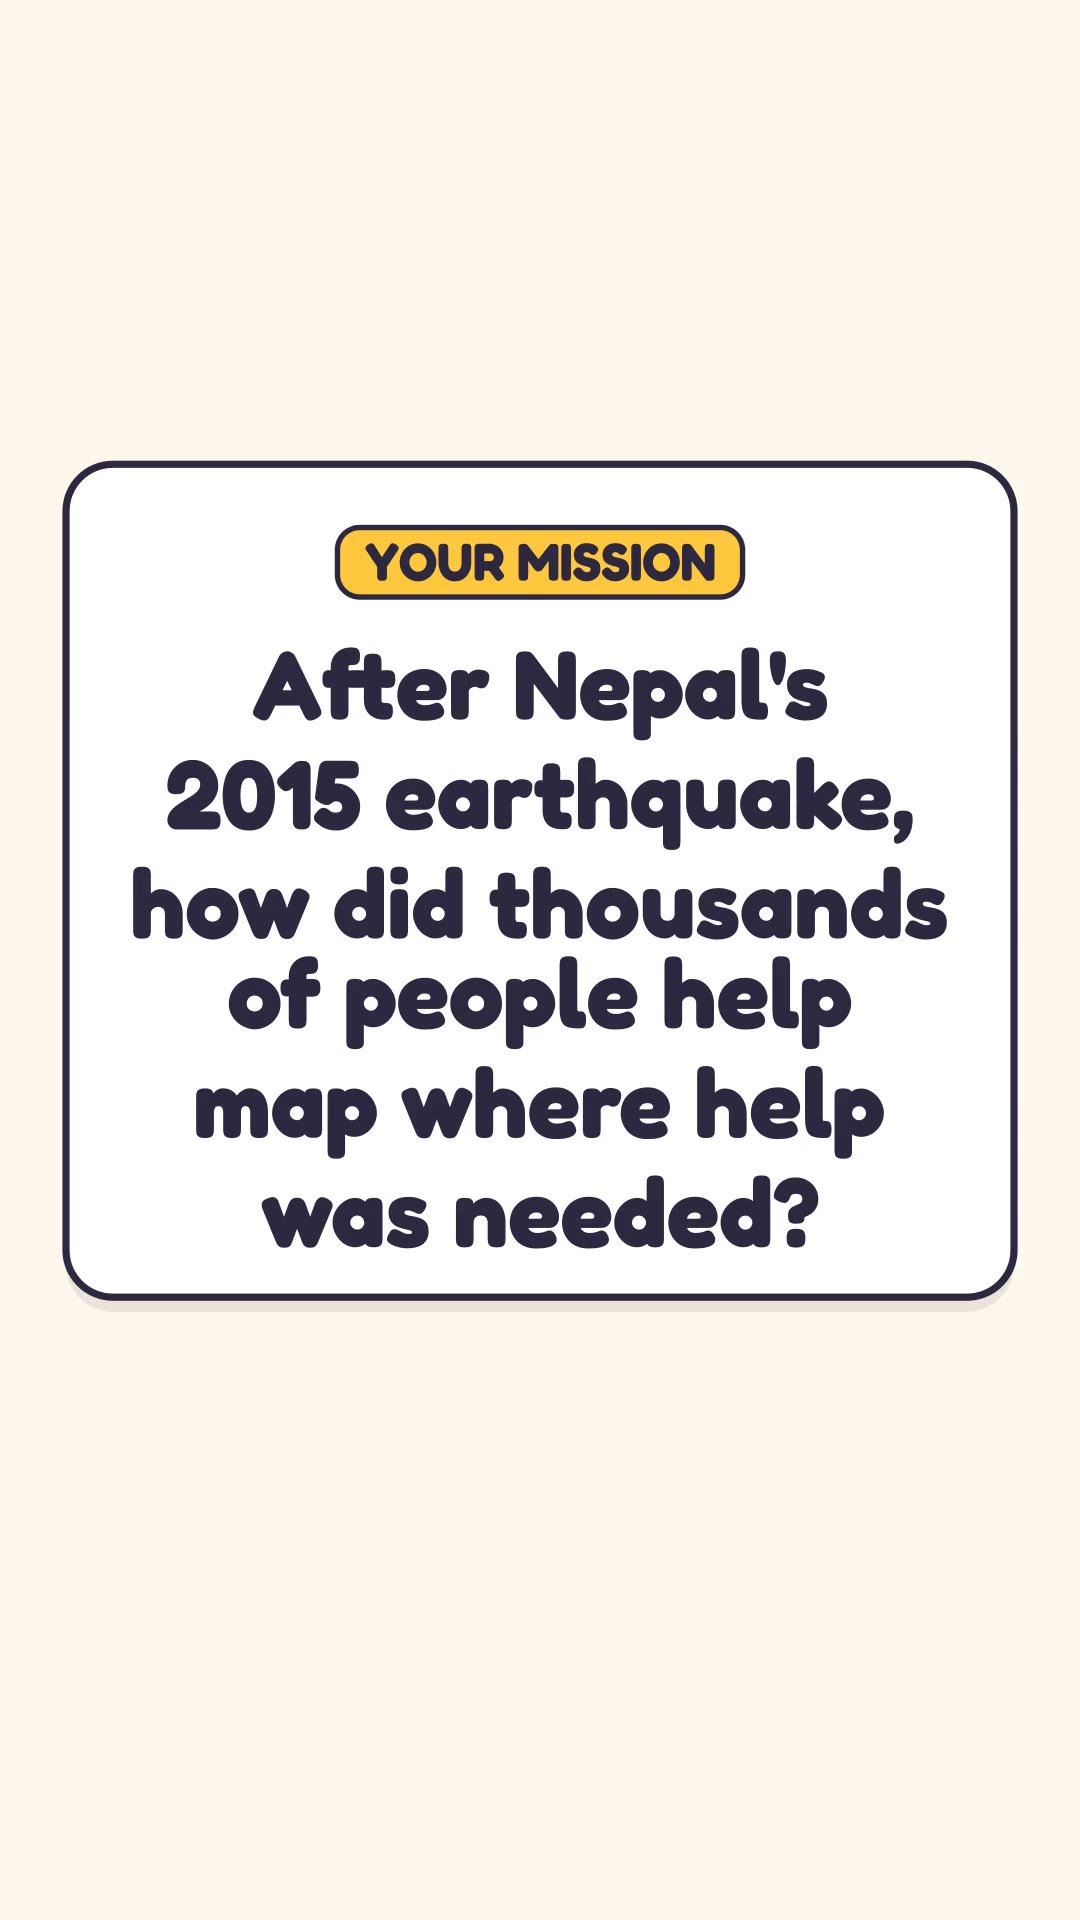 YOUR MISSION
After Nepal's
2015 earthquake,
how did thousands
of people help
map where help
was needed?